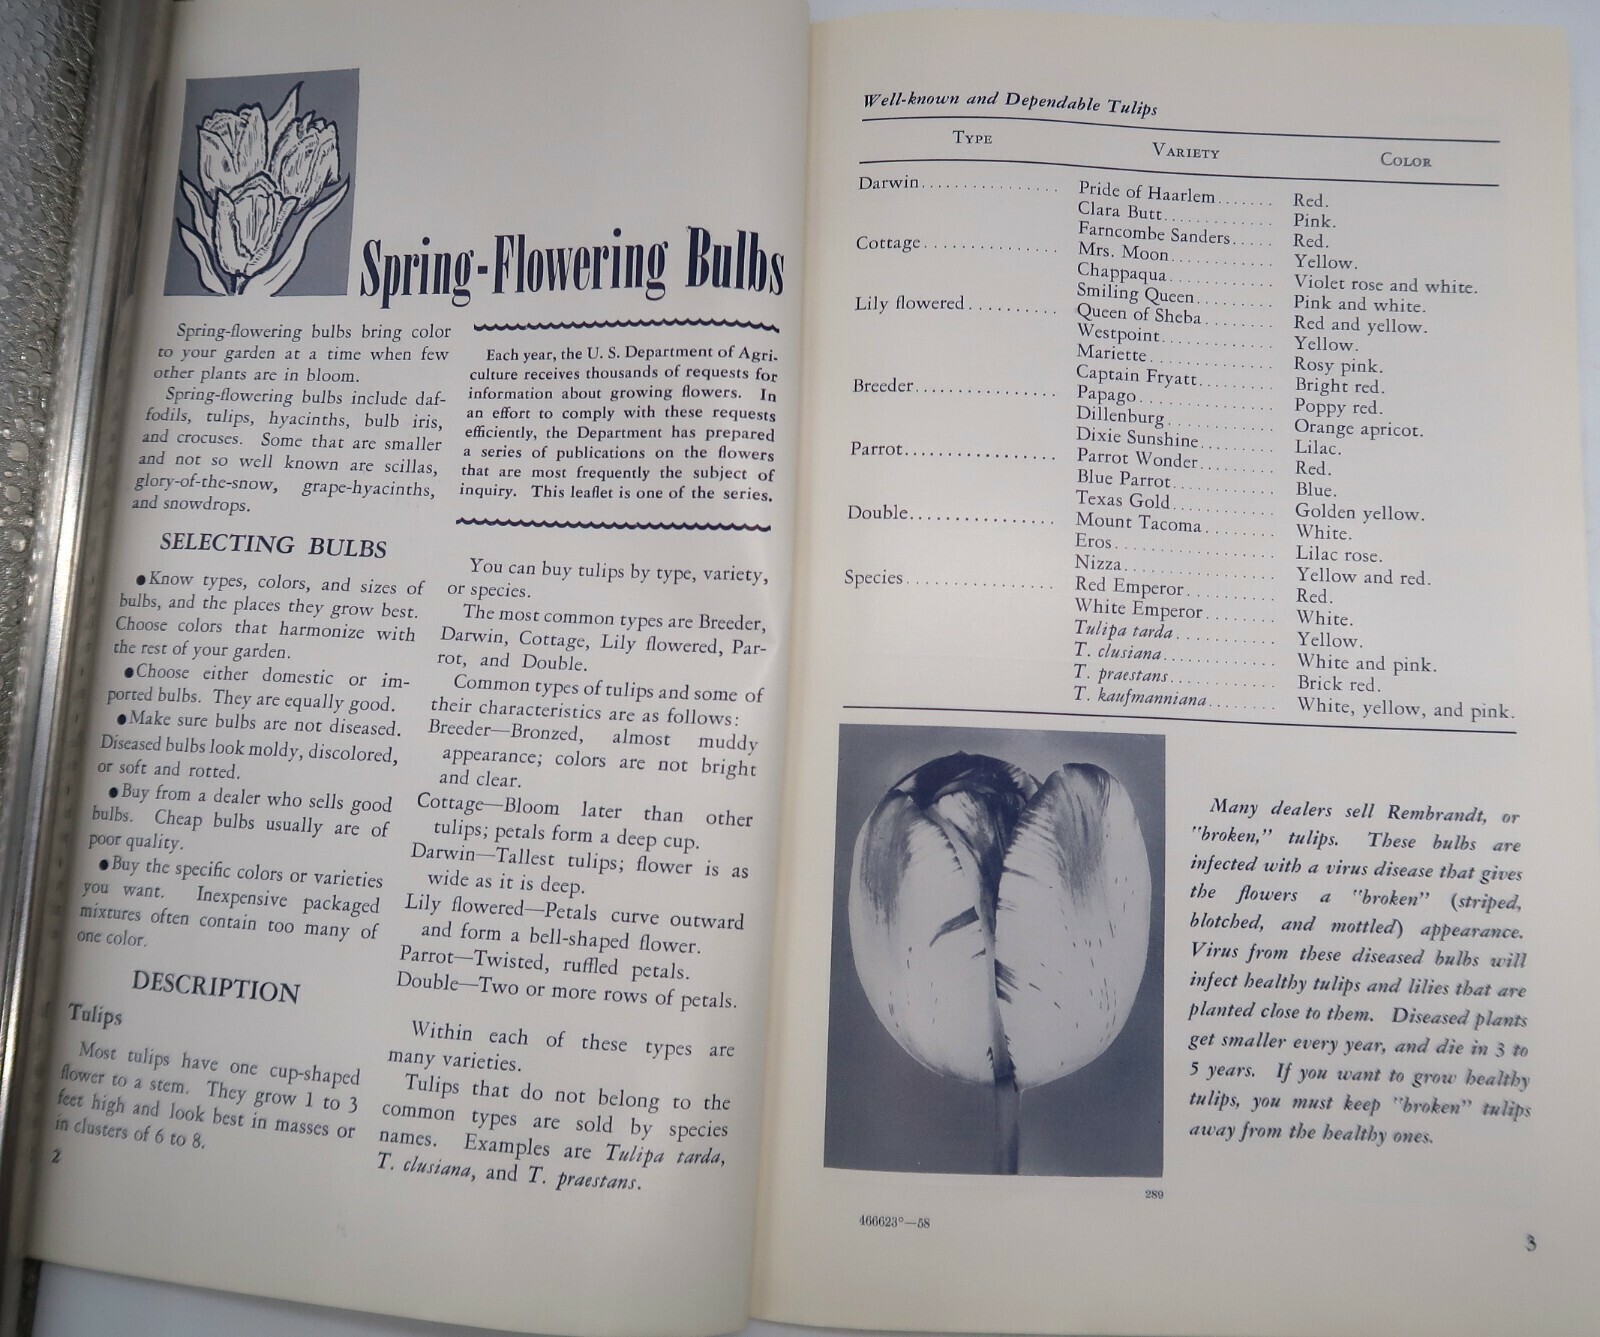 Spring-Flowering Bulbs
Spring-flowering bulbs bring color
to your garden at a time when few
other plants are in bloom.
Spring-flowering bulbs include daf-
fodils, tulips, hyacinths, bulb iris,
and crocuses. Some that are smaller
and not so well known are scillas,
glory-of-the-snow, grape-hyacinths,
and snowdrops.
SELECTING BULBS
●Know types, colors, and sizes of
bulbs, and the places they grow best.
Choose colors that harmonize with
the rest of your garden.
●Choose either domestic or im-
ported bulbs. They are equally good.
●Make sure bulbs are not diseased.
Diseased bulbs look moldy, discolored,
or soft and rotted.
●Buy from a dealer who sells good
bulbs. Cheap bulbs usually are of
poor quality.
●Buy the specific colors or varieties
you want. Inexpensive packaged
mixtures often contain too many of
one color.
DESCRIPTION
Tulips
Most tulips have one cup-shaped
flower to a stem. They grow 1 to 3
feet high and look best in masses or
in clusters of 6 to 8.
2
Each year, the U. S. Department of Agri-
culture receives thousands of requests for
information about growing flowers. In
an effort to comply with these requests
efficiently, the Department has prepared
a series of publications on the flowers
that are most frequently the subject of
inquiry. This leaflet is one of the series.
You can buy tulips by type, variety,
or species.
The most common types are Breeder,
Darwin, Cottage, Lily flowered, Par-
rot, and Double.
Common types of tulips and some of
their characteristics are as follows:
Breeder—Bronzed, almost muddy
appearance; colors are not bright
and clear.
Cottage—Bloom later than other
tulips; petals form a deep cup.
Darwin—Tallest tulips; flower is as
wide as it is deep.
Lily flowered—Petals curve outward
and form a bell-shaped flower.
Parrot—Twisted, ruffled petals.
Double—Two or more rows of petals.
Within each of these types are
many varieties.
Tulips that do not belong to the
common types are sold by species
names. Examples are Tulipa tarda,
T. clusiana, and T. praestans.
Well-known and Dependable Tulips
TYPE VARIETY COLOR
Darwin................ Pride of Haarlem....... Red.
Clara Butt............. Pink.
Farncombe Sanders..... Red.
Cottage................ Mrs. Moon............ Yellow.
Chappaqua............. Violet rose and white.
Smiling Queen......... Pink and white.
Lily flowered.......... Queen of Sheba........ Red and yellow.
Westpoint............. Yellow.
Mariette.............. Rosy pink.
Breeder................ Captain Fryatt......... Bright red.
Papago................ Poppy red.
Dillenburg............. Orange apricot.
Dixie Sunshine......... Lilac.
Parrot................. Parrot Wonder......... Red.
Blue Parrot............ Blue.
Texas Gold............ Golden yellow.
Double................ Mount Tacoma......... White.
Eros.................. Lilac rose.
Nizza................. Yellow and red.
Species................ Red Emperor.......... Red.
White Emperor........ White.
Tulipa tarda........... Yellow.
T. clusiana............. White and pink.
T. praestans............ Brick red.
T. kaufmanniana........ White, yellow, and pink.
Many dealers sell Rembrandt, or
"broken," tulips. These bulbs are
infected with a virus disease that gives
the flowers a "broken" (striped,
blotched, and mottled) appearance.
Virus from these diseased bulbs will
infect healthy tulips and lilies that are
planted close to them. Diseased plants
get smaller every year, and die in 3 to
5 years. If you want to grow healthy
tulips, you must keep "broken" tulips
away from the healthy ones.
289
466623°—58
3